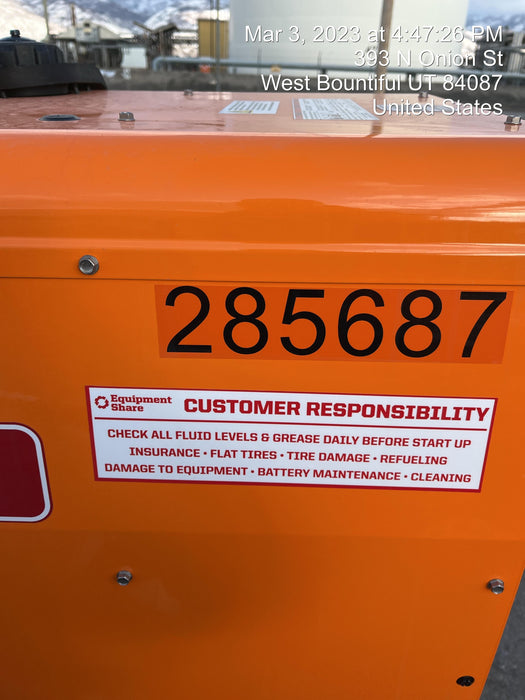 Mar 3, 2023 at 4:47:26 PM
393 N Onion St
West Bountiful UT 84087
United States
285687
Equipment
Share
CUSTOMER RESPONSIBILITY
CHECK ALL FLUID LEVELS & GREASE DAILY BEFORE START UP
INSURANCE • FLAT TIRES • TIRE DAMAGE • REFUELING
DAMAGE TO EQUIPMENT • BATTERY MAINTENANCE • CLEANING